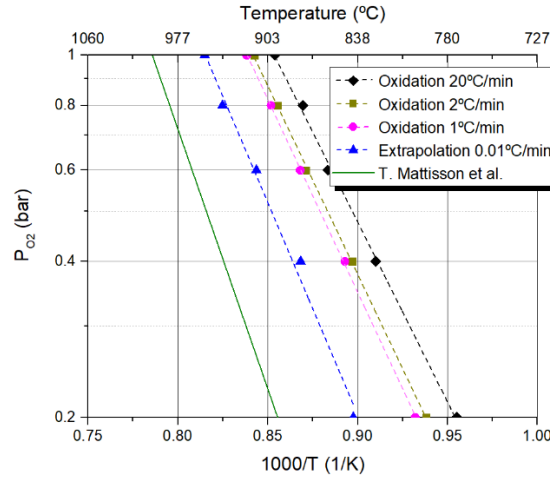 Temperature (ºC)
1060 977 903 838 780 727
1
0.8
0.6
0.4
0.2
P_O2 (bar)
Oxidation 20ºC/min
Oxidation 2ºC/min
Oxidation 1ºC/min
Extrapolation 0.01ºC/min
T. Mattisson et al.
0.75 0.80 0.85 0.90 0.95 1.00
1000/T (1/K)